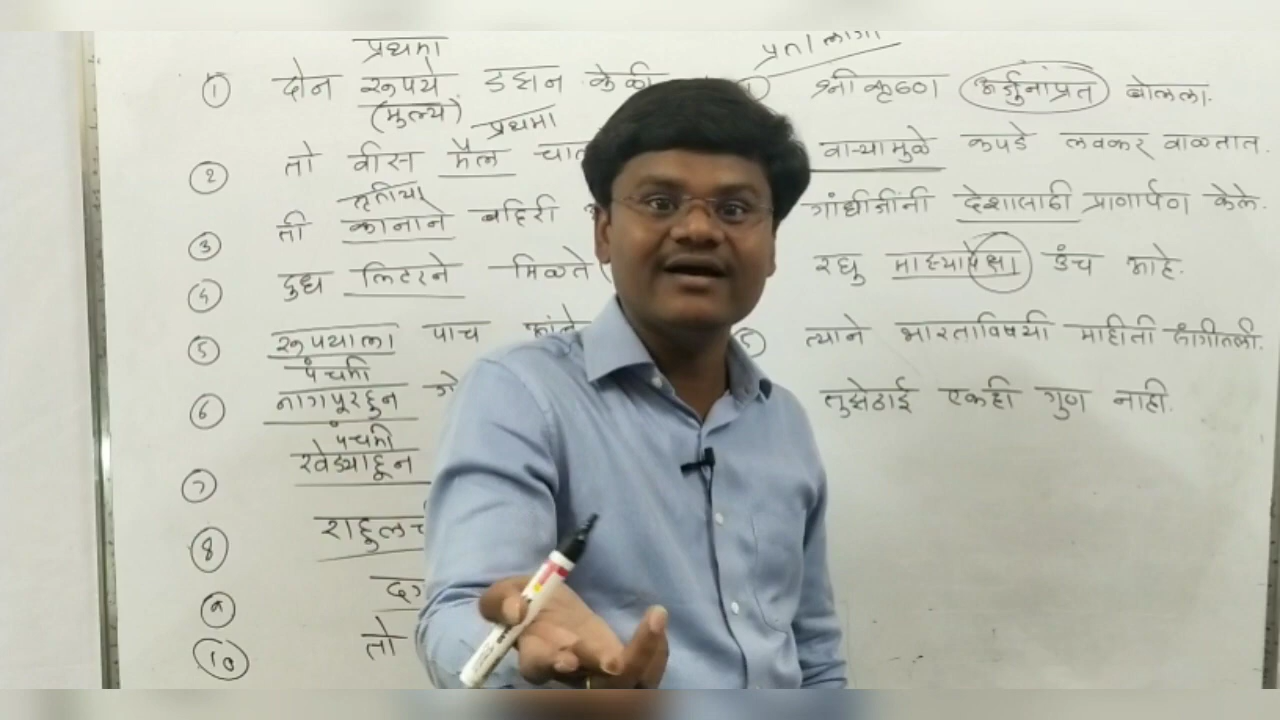 प्रथमा
① दोन रूपये डझन केळी
(मुल्य)
प्रथमा
② तो वीस मैल
तृतीया
③ ती कानाने बहिरी
④ दुध लिटरने मिळते
⑤ रूपयाला पाच
पंचमी
⑥ नागपूरहून
पंचमी
⑦ खेड्याहून
⑧
⑨
⑩ तो
प्रत / लागी
श्रीकृष्ण अर्जुनाप्रत बोलला.
वाऱ्यामुळे कपडे लवकर वाळतात.
गांधीजींनी देशासाठी प्राणार्पण केले.
रघु माझ्यापेक्षा उंच आहे.
त्याने भारताविषयी माहीती सांगीतली.
तुझेठाई एकही गुण नाही.